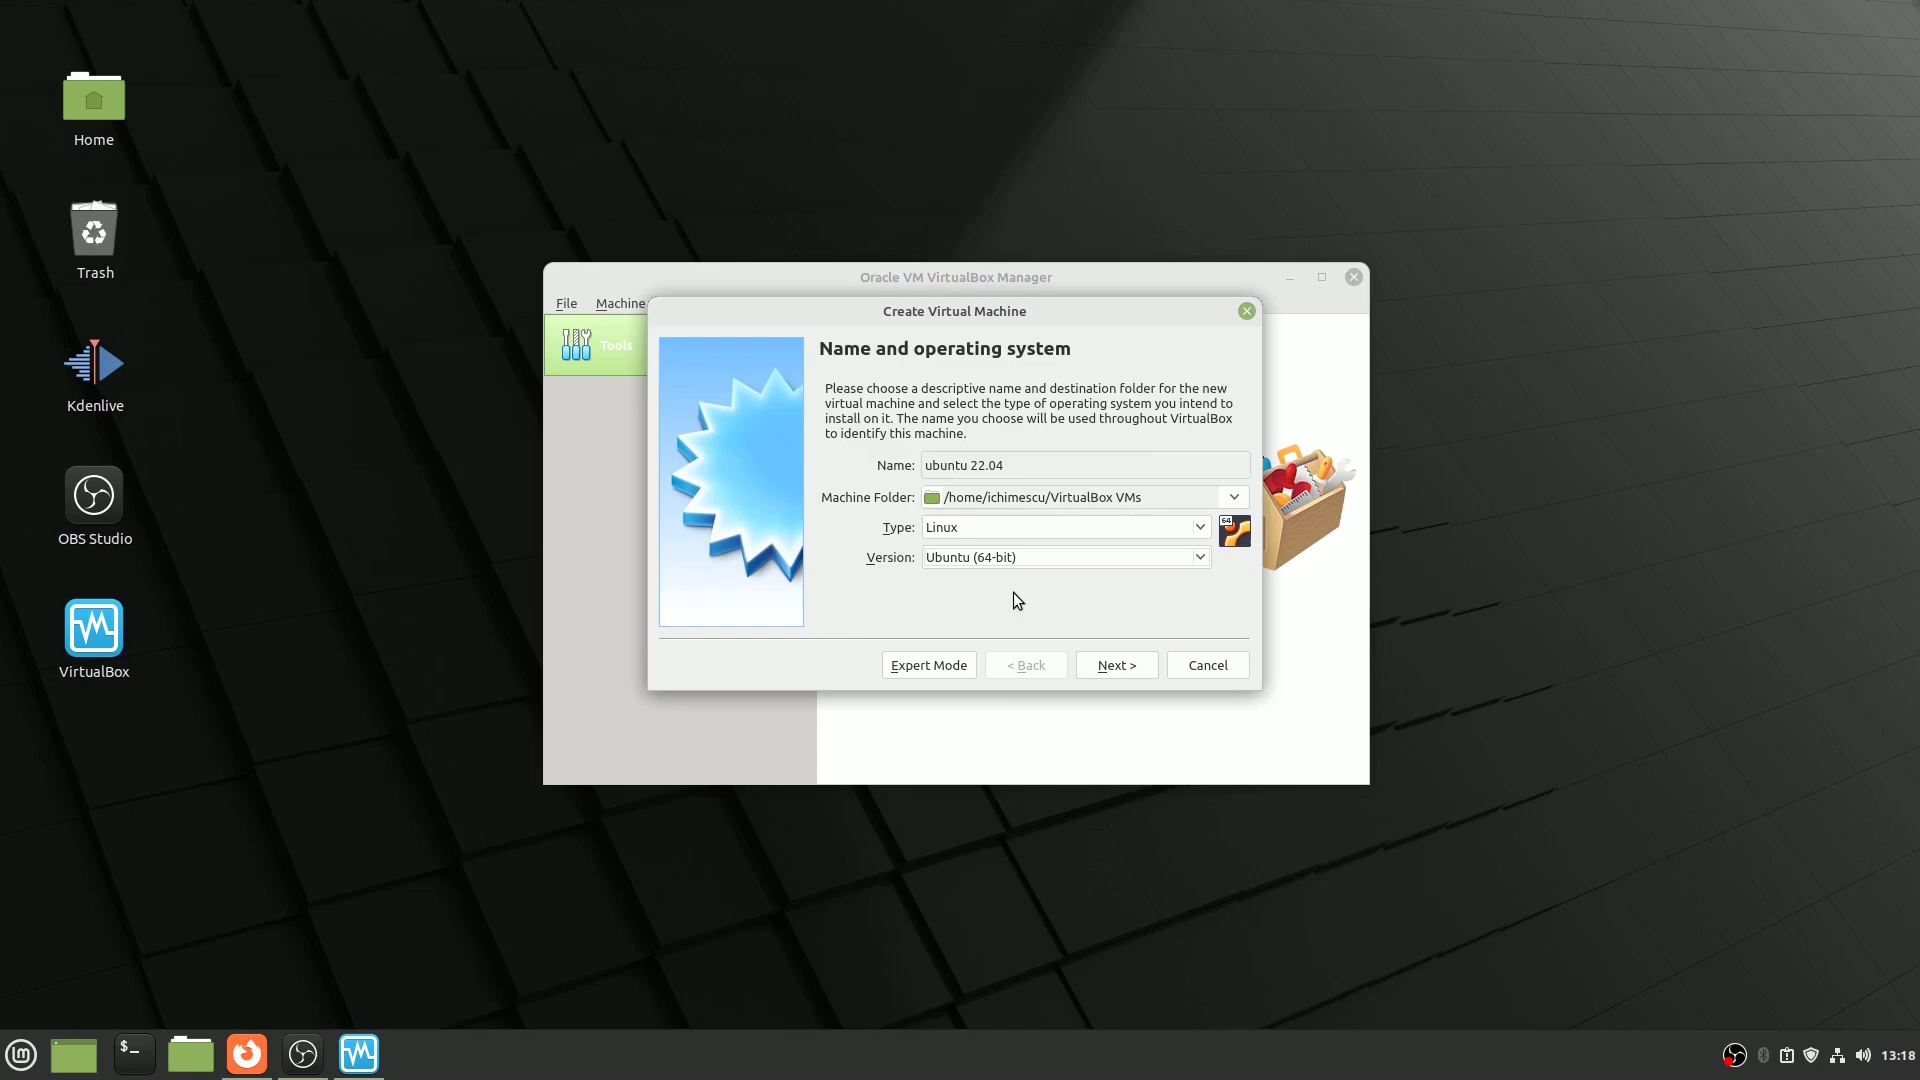 Home
Trash
Kdenlive
OBS Studio
VirtualBox
Oracle VM VirtualBox Manager
File Machine
Tools
Create Virtual Machine
Name and operating system
Please choose a descriptive name and destination folder for the new
virtual machine and select the type of operating system you intend to
install on it. The name you choose will be used throughout VirtualBox
to identify this machine.
Name: ubuntu 22.04
Machine Folder: /home/ichimescu/VirtualBox VMs
Type: Linux
64
Version: Ubuntu (64-bit)
Expert Mode < Back Next > Cancel
$_
13:18